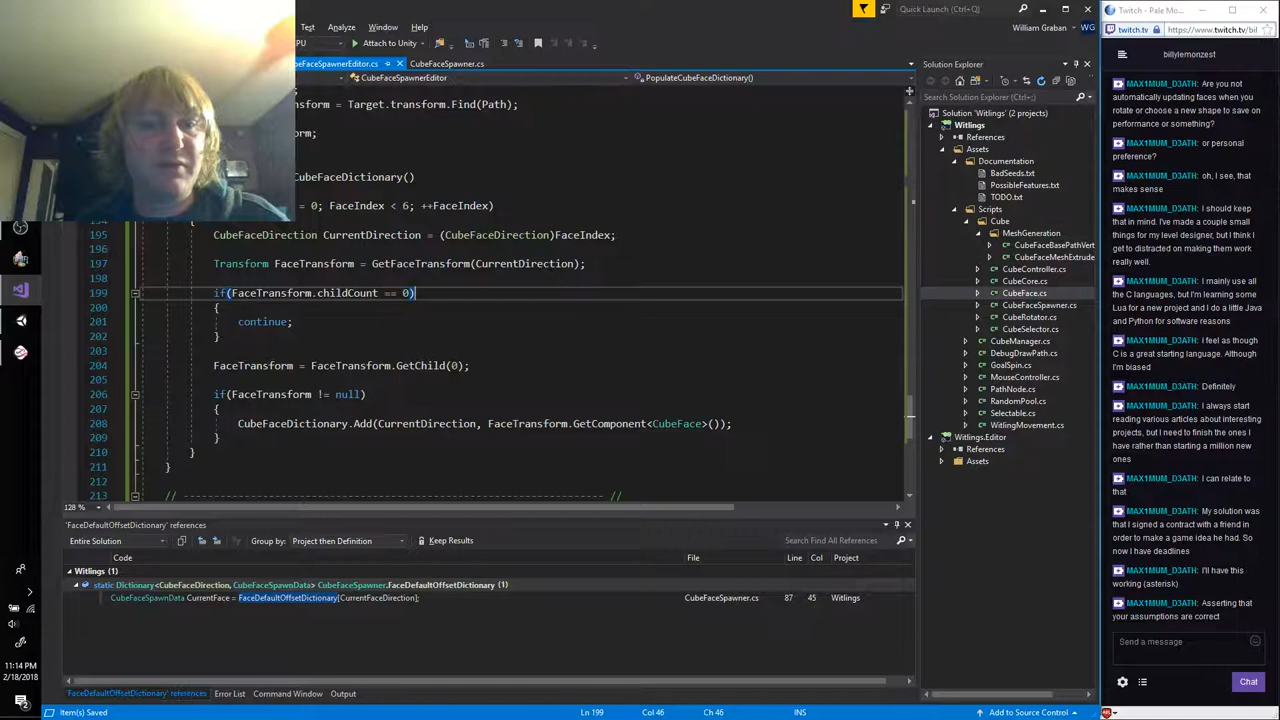 Test
Analyze
Window
Quick Launch (Ctrl+Q)
William Graban
WG
PU
Attach to
ubeFaceSpawnerEditor.cs
CubeFaceSpawner.cs
CubeFaceSpawnerEditor
PopulateCubeFaceDictionary()
nsform = Target.transform.Find(Path);
sform;
CubeFaceDictionary()
= 0; FaceIndex < 6; ++FaceIndex)
195 CubeFaceDirection CurrentDirection = (CubeFaceDirection)FaceIndex;
196
197 Transform FaceTransform = GetFaceTransform(CurrentDirection);
198
199 if(FaceTransform.childCount == 0)
200 {
201 continue;
202 }
203
204 FaceTransform = FaceTransform.GetChild(0);
205
206 if(FaceTransform != null)
207 {
208 CubeFaceDictionary.Add(CurrentDirection, FaceTransform.GetComponent<CubeFace>());
209 }
210 }
211 }
213 // ---------------------------------------------------------------------- //
128 %
'FaceDefaultOffsetDictionary' references
Entire Solution
Group by:
Project then Definition
Keep Results
Search Find All References
Code
File
Line
Col
Project
Witlings (1)
static Dictionary<CubeFaceDirection, CubeFaceSpawnData> CubeFaceSpawner.FaceDefaultOffsetDictionary (1)
CubeFaceSpawnData CurrentFace = FaceDefaultOffsetDictionary[CurrentFaceDirection];
CubeFaceSpawner.cs
87
45
Witlings
'FaceDefaultOffsetDictionary' references
Error List
Command Window
Output
Item(s) Saved
Ln 199
Col 46
Ch 46
INS
Add to Source Control
11:14 PM
2/18/2018
Solution Explorer
Search Solution Explorer (Ctrl+;)
Solution 'Witlings' (2 projects)
Witlings
References
Assets
Documentation
BadSeeds.txt
PossibleFeatures.txt
TODO.txt
Scripts
Cube
MeshGeneration
CubeFaceBasePathVert
CubeFaceMeshExtrude
CubeController.cs
CubeCore.cs
CubeFace.cs
CubeFaceSpawner.cs
CubeRotator.cs
CubeSelector.cs
CubeManager.cs
DebugDrawPath.cs
GoalSpin.cs
MouseController.cs
PathNode.cs
RandomPool.cs
Selectable.cs
WitlingMovement.cs
Witlings.Editor
References
Assets
Twitch - Pale Mo...
twitch.tv
https://www.twitch.tv/bil
billylemonzest
MAX1MUM_D3ATH: Are you not
automatically updating faces when you
rotate or choose a new shape to save on
performance or something?
MAX1MUM_D3ATH: or personal
preference?
MAX1MUM_D3ATH: oh, I see, that
makes sense
MAX1MUM_D3ATH: I should keep
that in mind. I've made a couple small
things for my level designer, but I think I
get to distracted on making them work
really well.
MAX1MUM_D3ATH: I mainly use all
the C languages, but I'm learning some
Lua for a new project and I do a little Java
and Python for software reasons
MAX1MUM_D3ATH: I feel as though
C is a great starting language. Although
I'm biased
MAX1MUM_D3ATH: Definitely
MAX1MUM_D3ATH: I always start
reading various articles about interesting
projects, but I need to finish the ones I
have rather than starting a million new
ones
MAX1MUM_D3ATH: I can relate to
that
MAX1MUM_D3ATH: My solution was
that I signed a contract with a friend in
order to make a game idea he had. So
now I have deadlines
MAX1MUM_D3ATH: I'll have this
working (asterisk)
MAX1MUM_D3ATH: Asserting that
your assumptions are correct
Send a message
Chat